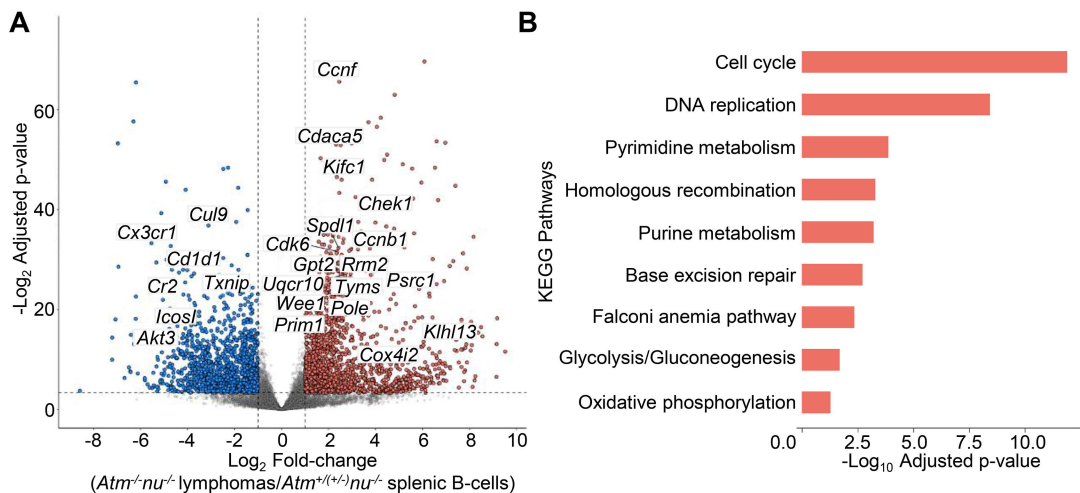 A
-Log2 Adjusted p-value
60
40
20
0
-8
-6
-4
-2
0
2
4
6
8
10
Ccnf
Cdaca5
Kifc1
Chek1
Cul9
Spdl1
Cx3cr1
Ccnb1
Cdk6
Cd1d1
Gpt2
Rrm2
Cr2
Txnip
Uqcr10
Tyms
Psrc1
Wee1
Pole
Icosl
Prim1
Klhl13
Akt3
Cox4i2
Log2 Fold-change
(Atm-/-nu-/- lymphomas/Atm+/(+/-)nu-/- splenic B-cells)
B
KEGG Pathways
Cell cycle
DNA replication
Pyrimidine metabolism
Homologous recombination
Purine metabolism
Base excision repair
Falconi anemia pathway
Glycolysis/Gluconeogenesis
Oxidative phosphorylation
0.0
2.5
5.0
7.5
10.0
-Log10 Adjusted p-value